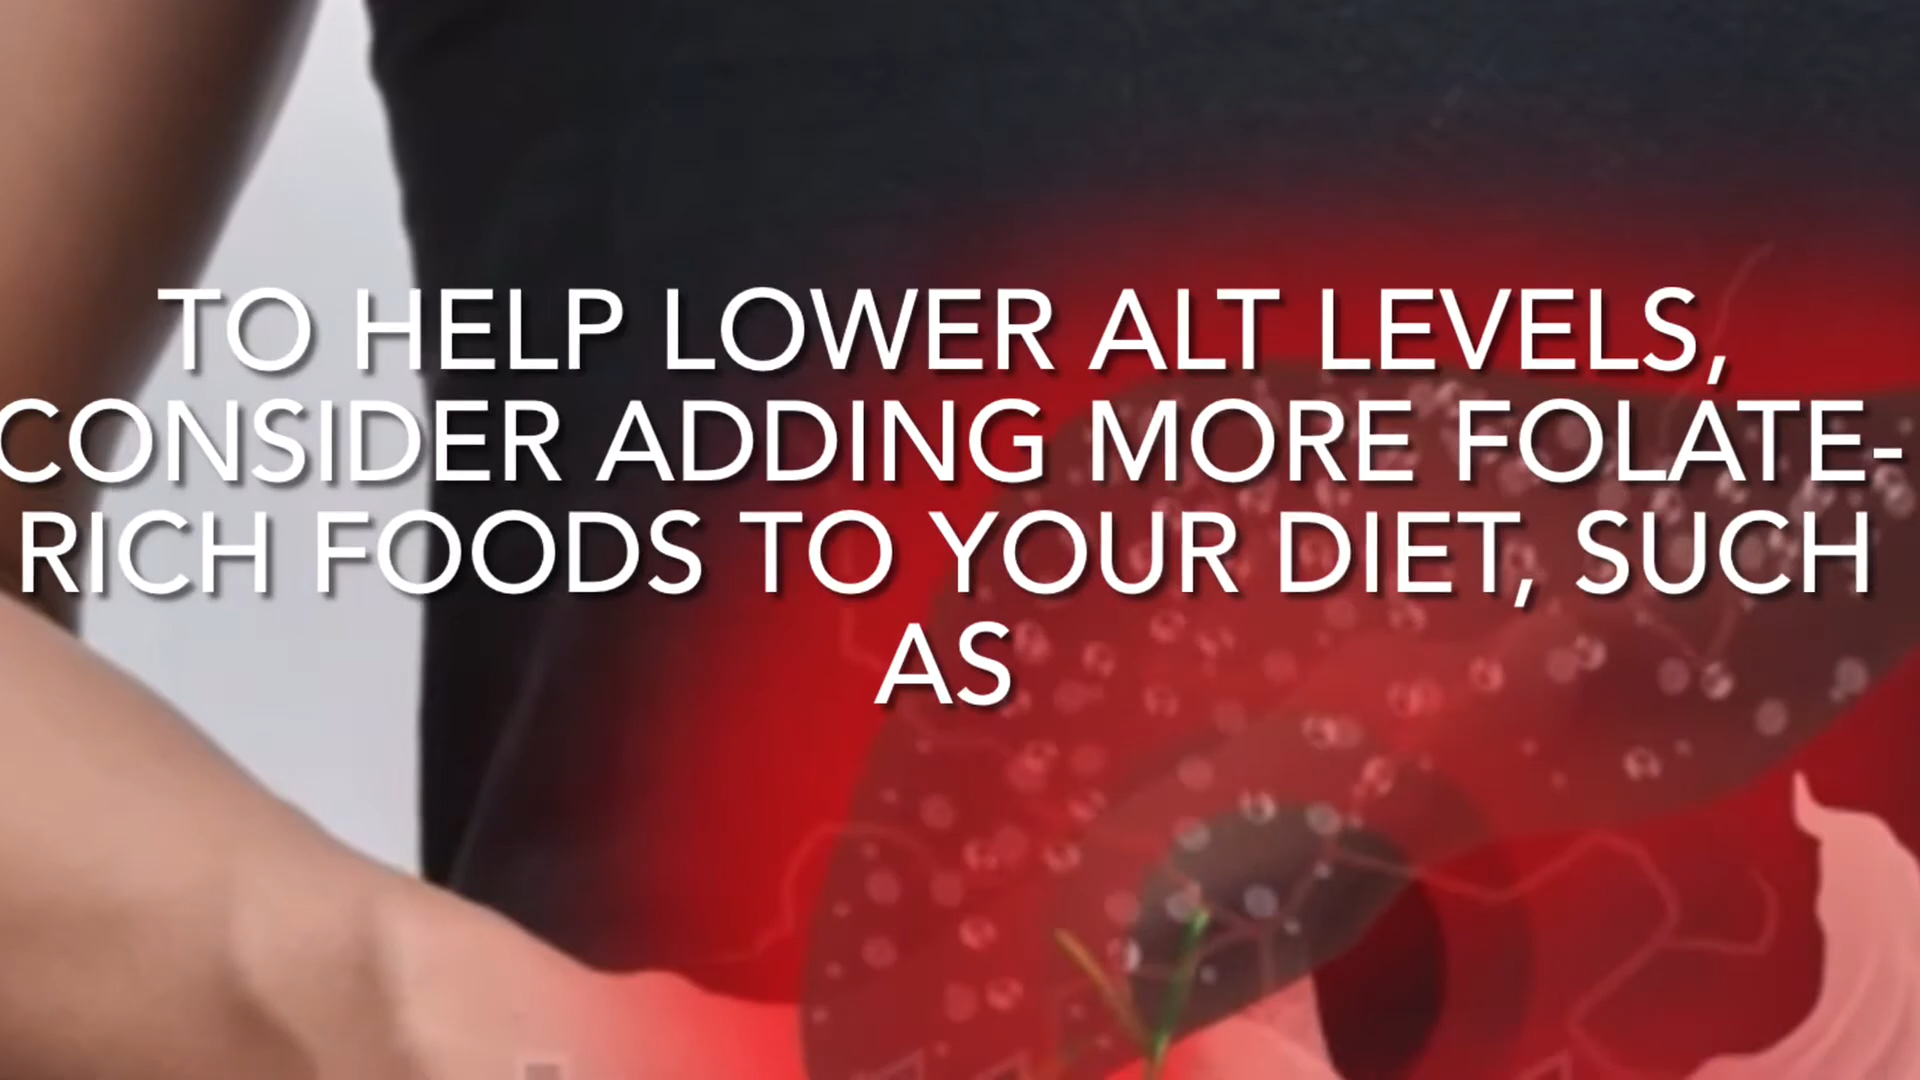 TO HELP LOWER ALT LEVELS,
CONSIDER ADDING MORE FOLATE-
RICH FOODS TO YOUR DIET, SUCH
AS